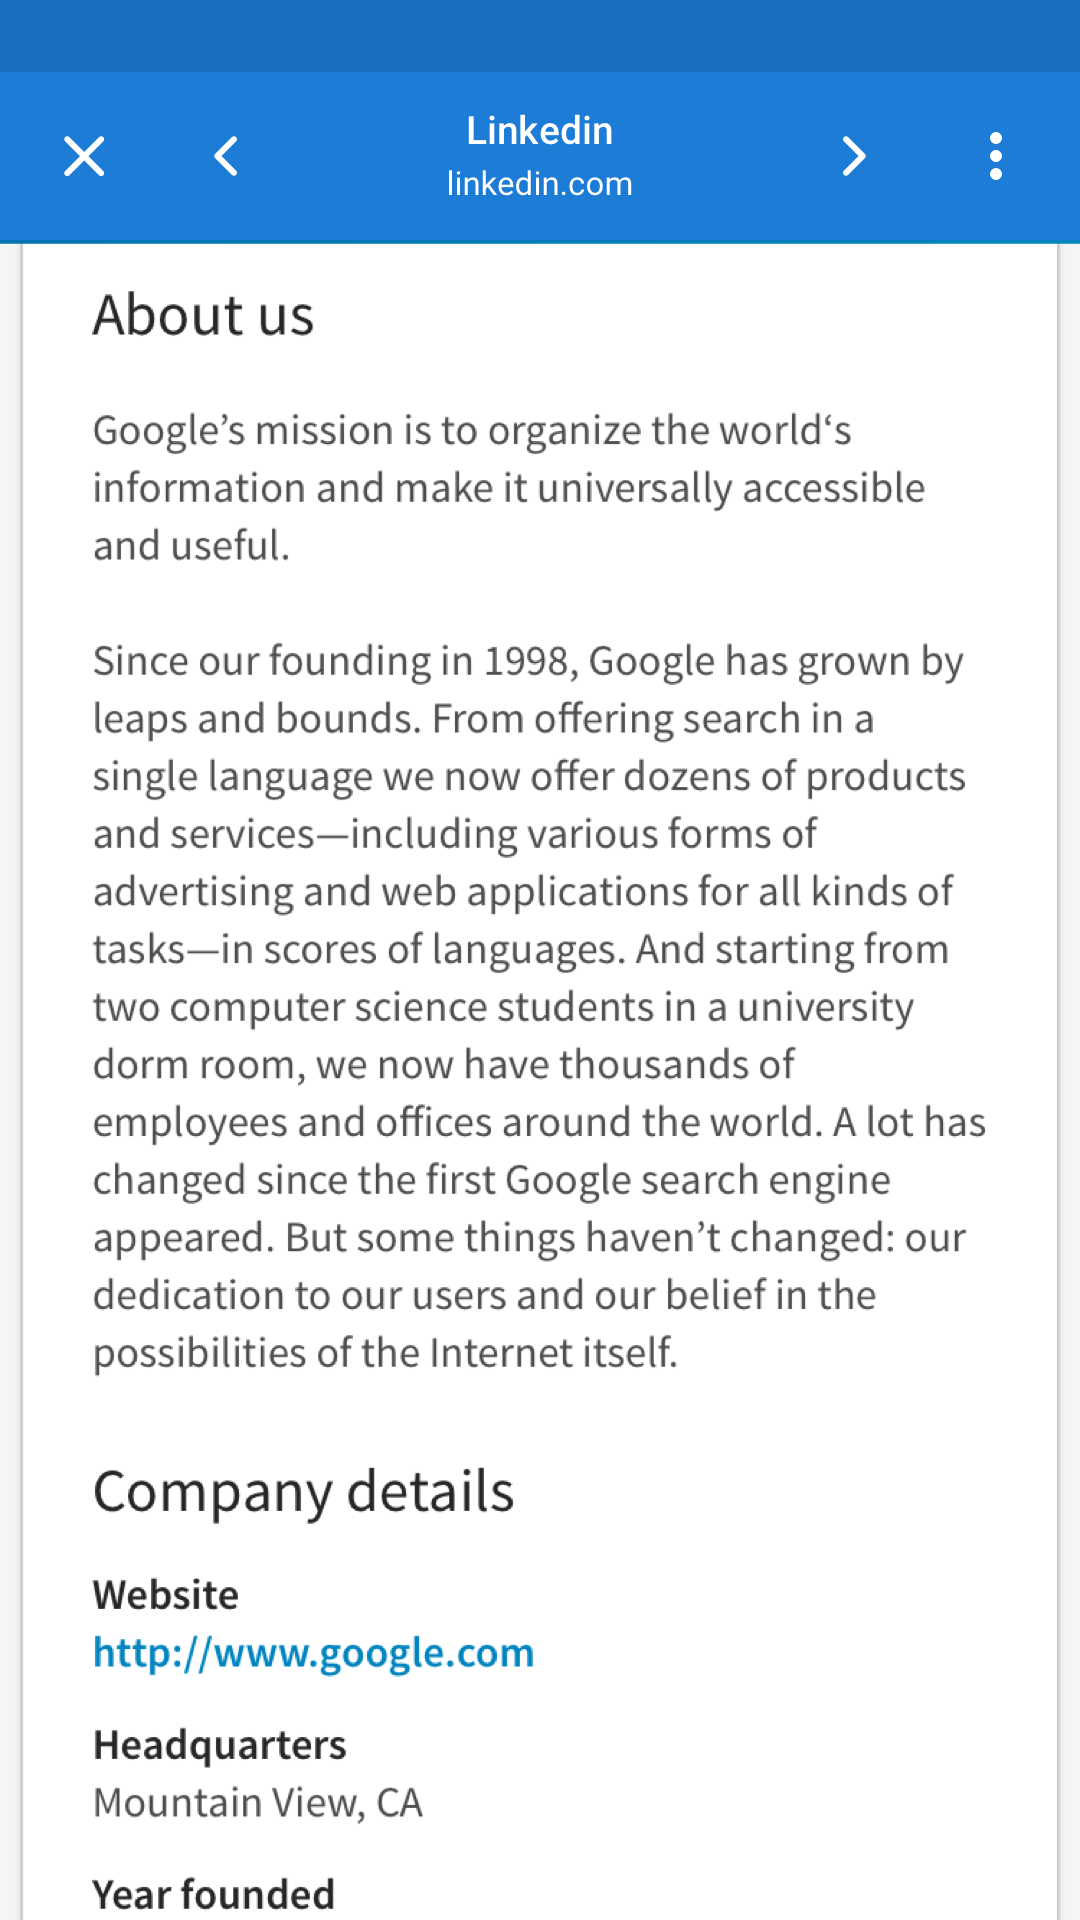 Linkedin
linkedin.com
About us
Google’s mission is to organize the world‘s
information and make it universally accessible
and useful.
Since our founding in 1998, Google has grown by
leaps and bounds. From offering search in a
single language we now offer dozens of products
and services—including various forms of
advertising and web applications for all kinds of
tasks—in scores of languages. And starting from
two computer science students in a university
dorm room, we now have thousands of
employees and offices around the world. A lot has
changed since the first Google search engine
appeared. But some things haven’t changed: our
dedication to our users and our belief in the
possibilities of the Internet itself.
Company details
Website
http://www.google.com
Headquarters
Mountain View, CA
Year founded